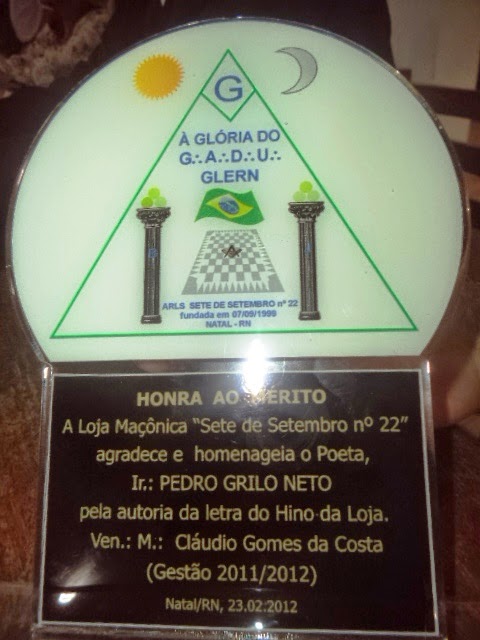 G
À GLÓRIA DO
G∴A∴D∴U∴
GLERN
ARLS SETE DE SETEMBRO nº 22
fundada em 07/09/1999
NATAL - RN
HONRA AO MÉRITO
A Loja Maçônica "Sete de Setembro nº 22"
agradece e homenageia o Poeta,
Ir.: PEDRO GRILO NETO
pela autoria da letra do Hino da Loja.
Ven.: M.: Cláudio Gomes da Costa
(Gestão 2011/2012)
Natal/RN, 23.02.2012